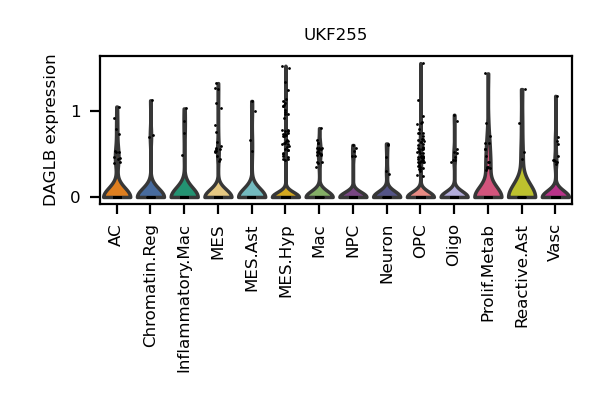 UKF255
DAGLB expression
1
0
AC
Chromatin.Reg
Inflammatory.Mac
MES
MES.Ast
MES.Hyp
Mac
NPC
Neuron
OPC
Oligo
Prolif.Metab
Reactive.Ast
Vasc